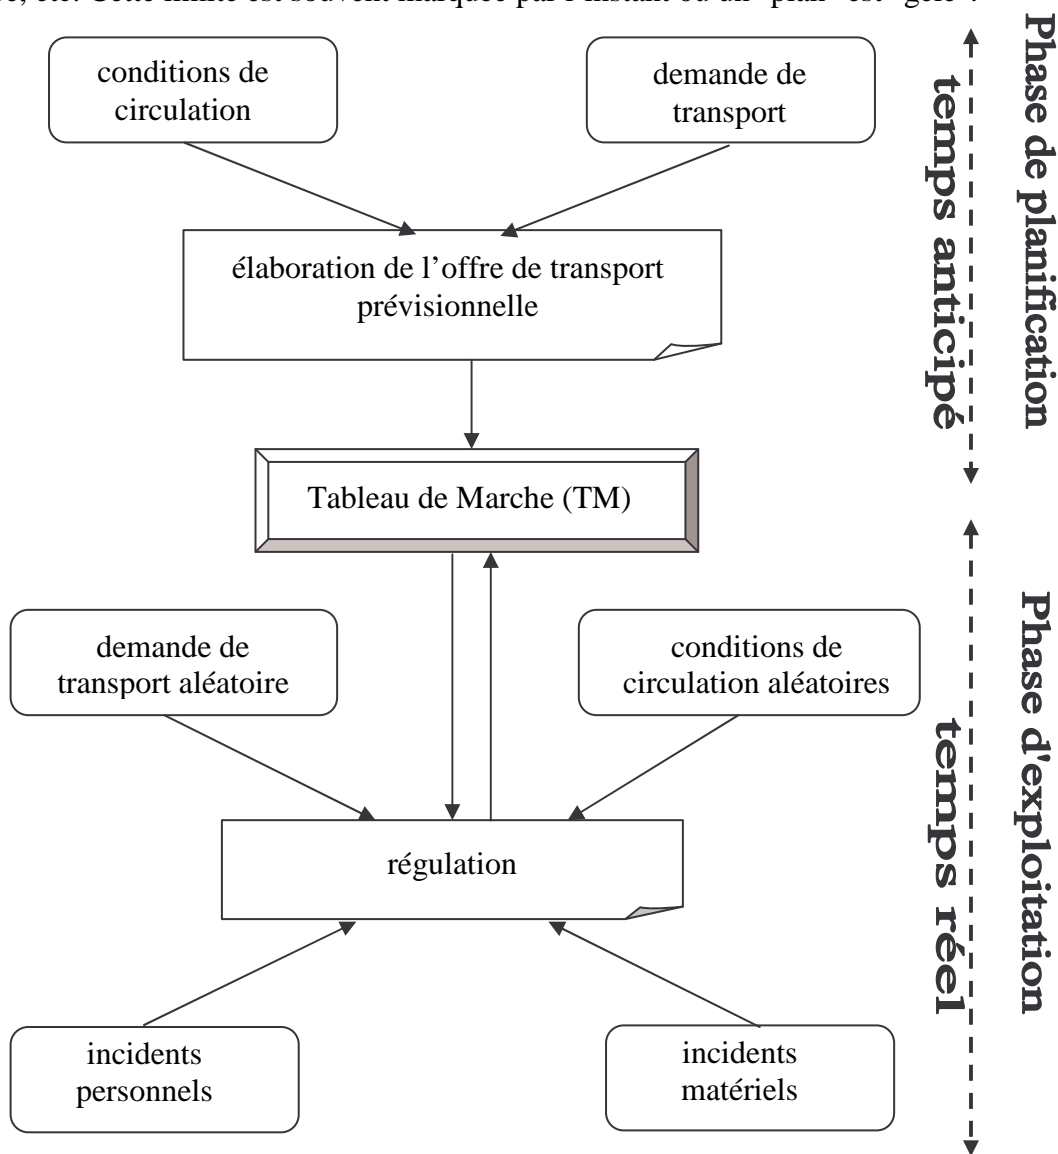 etc. Cette limite est souvent marquée par l'instant où un "plan" est "gelé".
conditions de
circulation
demande de
transport
élaboration de l'offre de transport
prévisionnelle
Tableau de Marche (TM)
temps anticipé
Phase de planification
demande de
transport aléatoire
conditions de
circulation aléatoires
régulation
incidents
personnels
incidents
matériels
temps réel
Phase d'exploitation